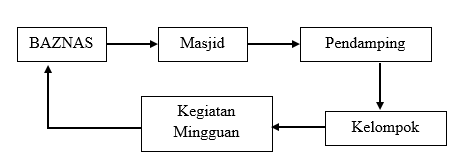 BAZNAS
Masjid
Pendamping
Kegiatan
Mingguan
Kelompok